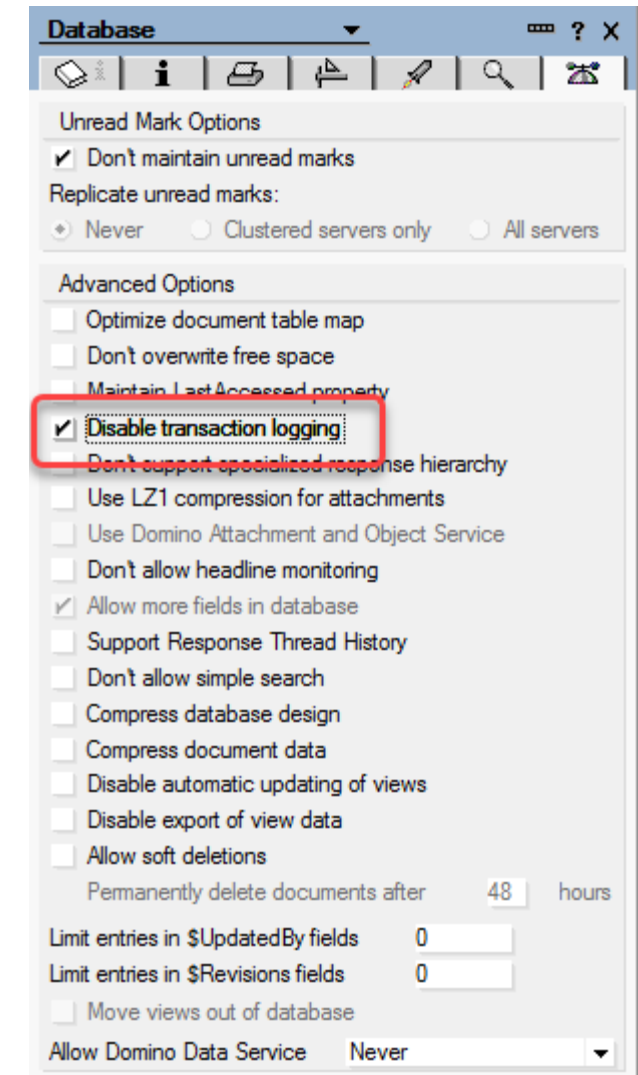 Database
? X
i
Unread Mark Options
Don't maintain unread marks
Replicate unread marks:
Never Clustered servers only All servers
Advanced Options
Optimize document table map
Don't overwrite free space
Maintain LastAccessed property
Disable transaction logging
Don't support specialized response hierarchy
Use LZ1 compression for attachments
Use Domino Attachment and Object Service
Don't allow headline monitoring
Allow more fields in database
Support Response Thread History
Don't allow simple search
Compress database design
Compress document data
Disable automatic updating of views
Disable export of view data
Allow soft deletions
Permanently delete documents after 48 hours
Limit entries in $UpdatedBy fields 0
Limit entries in $Revisions fields 0
Move views out of database
Allow Domino Data Service Never